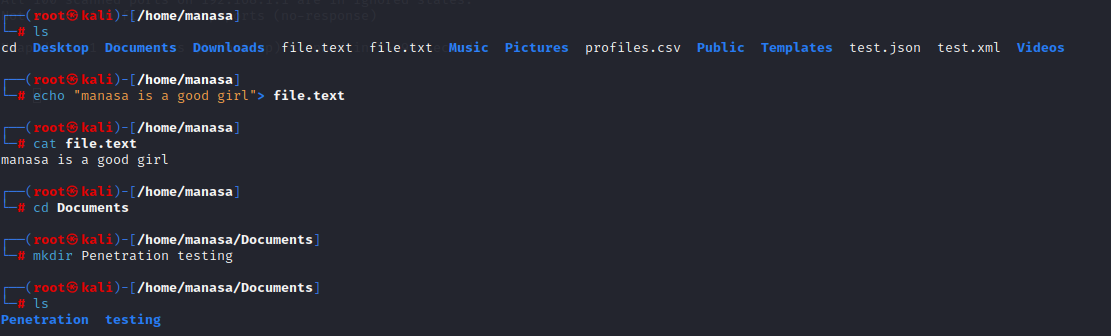 ┌──(root㉿kali)-[/home/manasa]
└─# ls
cd Desktop Documents Downloads file.text file.txt Music Pictures profiles.csv Public Templates test.json test.xml Videos
┌──(root㉿kali)-[/home/manasa]
└─# echo "manasa is a good girl"> file.text
┌──(root㉿kali)-[/home/manasa]
└─# cat file.text
manasa is a good girl
┌──(root㉿kali)-[/home/manasa]
└─# cd Documents
┌──(root㉿kali)-[/home/manasa/Documents]
└─# mkdir Penetration testing
┌──(root㉿kali)-[/home/manasa/Documents]
└─# ls
Penetration testing